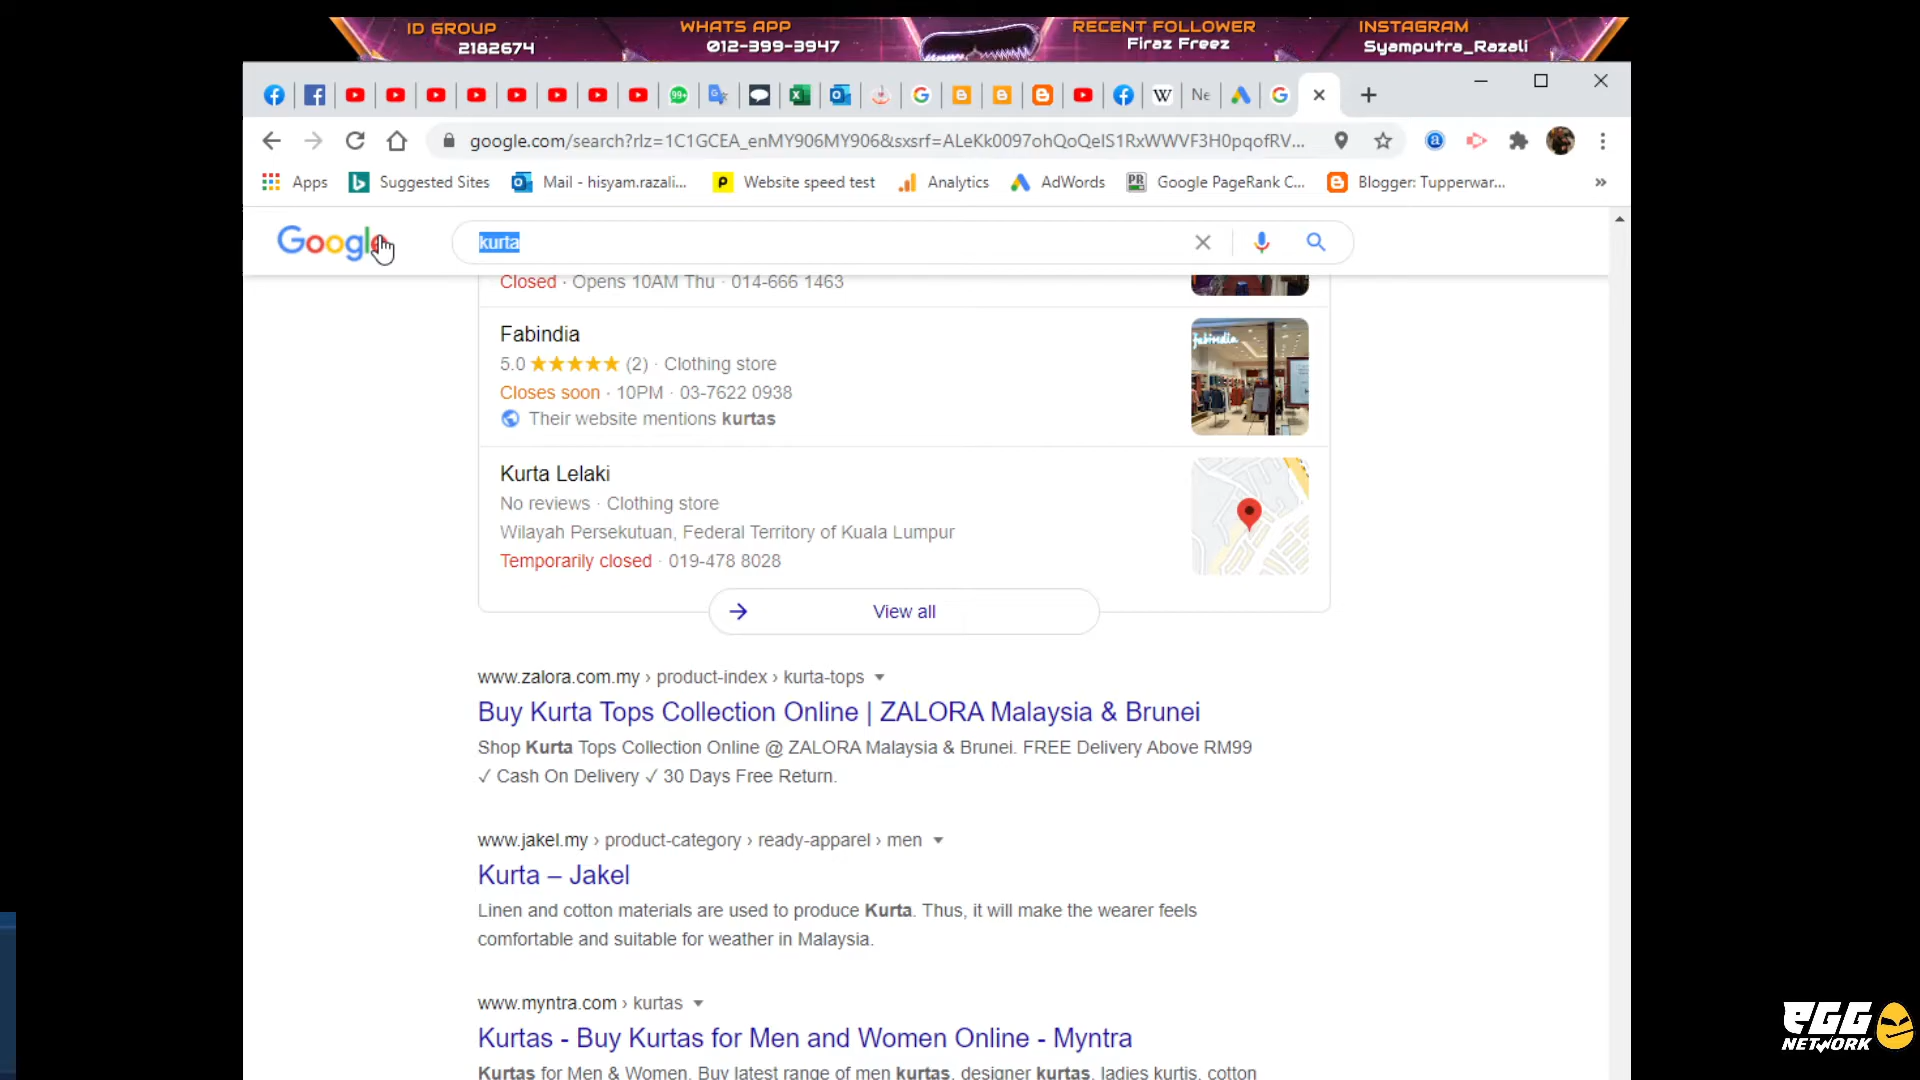 ID GROUP
2182674
WHATS APP
012-399-3947
RECENT FOLLOWER
Firaz Freez
INSTAGRAM
Syamputra_Razali
99+
W
Ne
google.com/search?rlz=1C1GCEA_enMY906MY906&sxsrf=ALeKk0097ohQoQeIS1RxWWVF3H0pqofRV...
Apps
Suggested Sites
Mail - hisyam.razali...
Website speed test
Analytics
AdWords
PR
Google PageRank C...
Blogger: Tupperwar...
»
Google
kurta
Closed · Opens 10AM Thu · 014-666 1463
Fabindia
5.0 ★★★★★ (2) · Clothing store
Closes soon · 10PM · 03-7622 0938
Their website mentions kurtas
fabindia
Kurta Lelaki
No reviews · Clothing store
Wilayah Persekutuan, Federal Territory of Kuala Lumpur
Temporarily closed · 019-478 8028
View all
www.zalora.com.my › product-index › kurta-tops
Buy Kurta Tops Collection Online | ZALORA Malaysia & Brunei
Shop Kurta Tops Collection Online @ ZALORA Malaysia & Brunei. FREE Delivery Above RM99
✓ Cash On Delivery ✓ 30 Days Free Return.
www.jakel.my › product-category › ready-apparel › men
Kurta – Jakel
Linen and cotton materials are used to produce Kurta. Thus, it will make the wearer feels
comfortable and suitable for weather in Malaysia.
www.myntra.com › kurtas
Kurtas - Buy Kurtas for Men and Women Online - Myntra
Kurtas for Men & Women. Buy latest range of men kurtas, designer kurtas, ladies kurtis, cotton
EGG
NETWORK